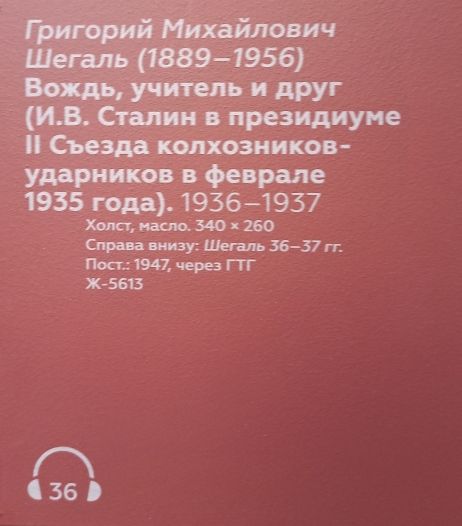 Григорий Михайлович
Шегаль (1889–1956)
Вождь, учитель и друг
(И.В. Сталин в президиуме
II Съезда колхозников-
ударников в феврале
1935 года). 1936–1937
Холст, масло. 340 × 260
Справа внизу: Шегаль 36–37 гг.
Пост.: 1947, через ГТГ
Ж-5613
36